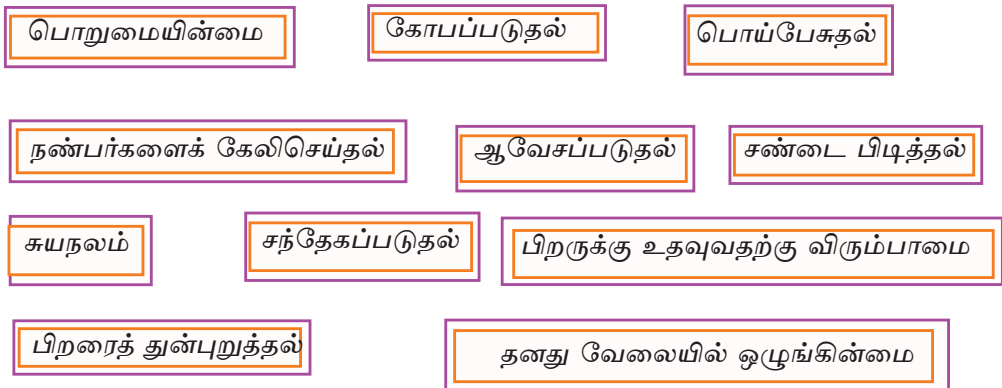 பொறுமையின்மை
கோபப்படுதல்
பொய்பேசுதல்
நண்பர்களைக் கேலிசெய்தல்
ஆவேசப்படுதல்
சண்டை பிடித்தல்
சுயநலம்
சந்தேகப்படுதல்
பிறருக்கு உதவுவதற்கு விரும்பாமை
பிறரைத் துன்புறுத்தல்
தனது வேலையில் ஒழுங்கின்மை